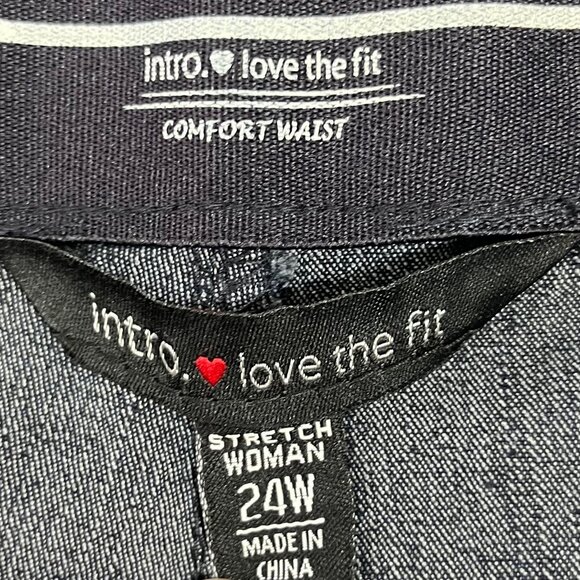 intro.♥ love the fit
COMFORT WAIST
intro.♥ love the fit
STRETCH
WOMAN
24W
MADE IN
CHINA